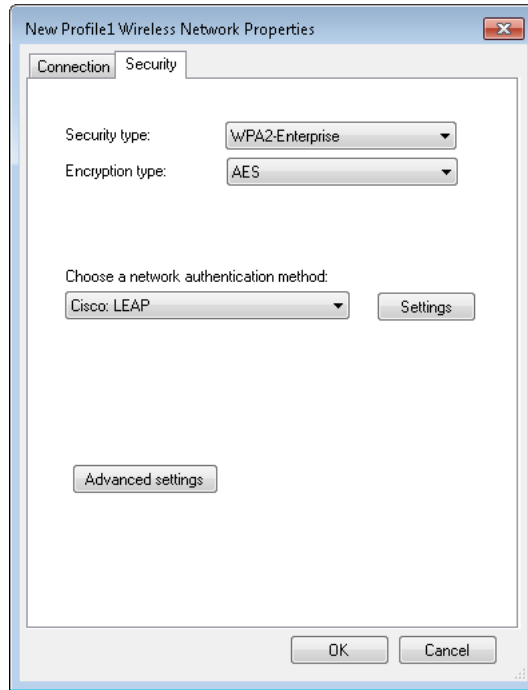 New Profile1 Wireless Network Properties
Connection
Security
Security type: WPA2-Enterprise
Encryption type: AES
Choose a network authentication method:
Cisco: LEAP Settings
Advanced settings
OK Cancel